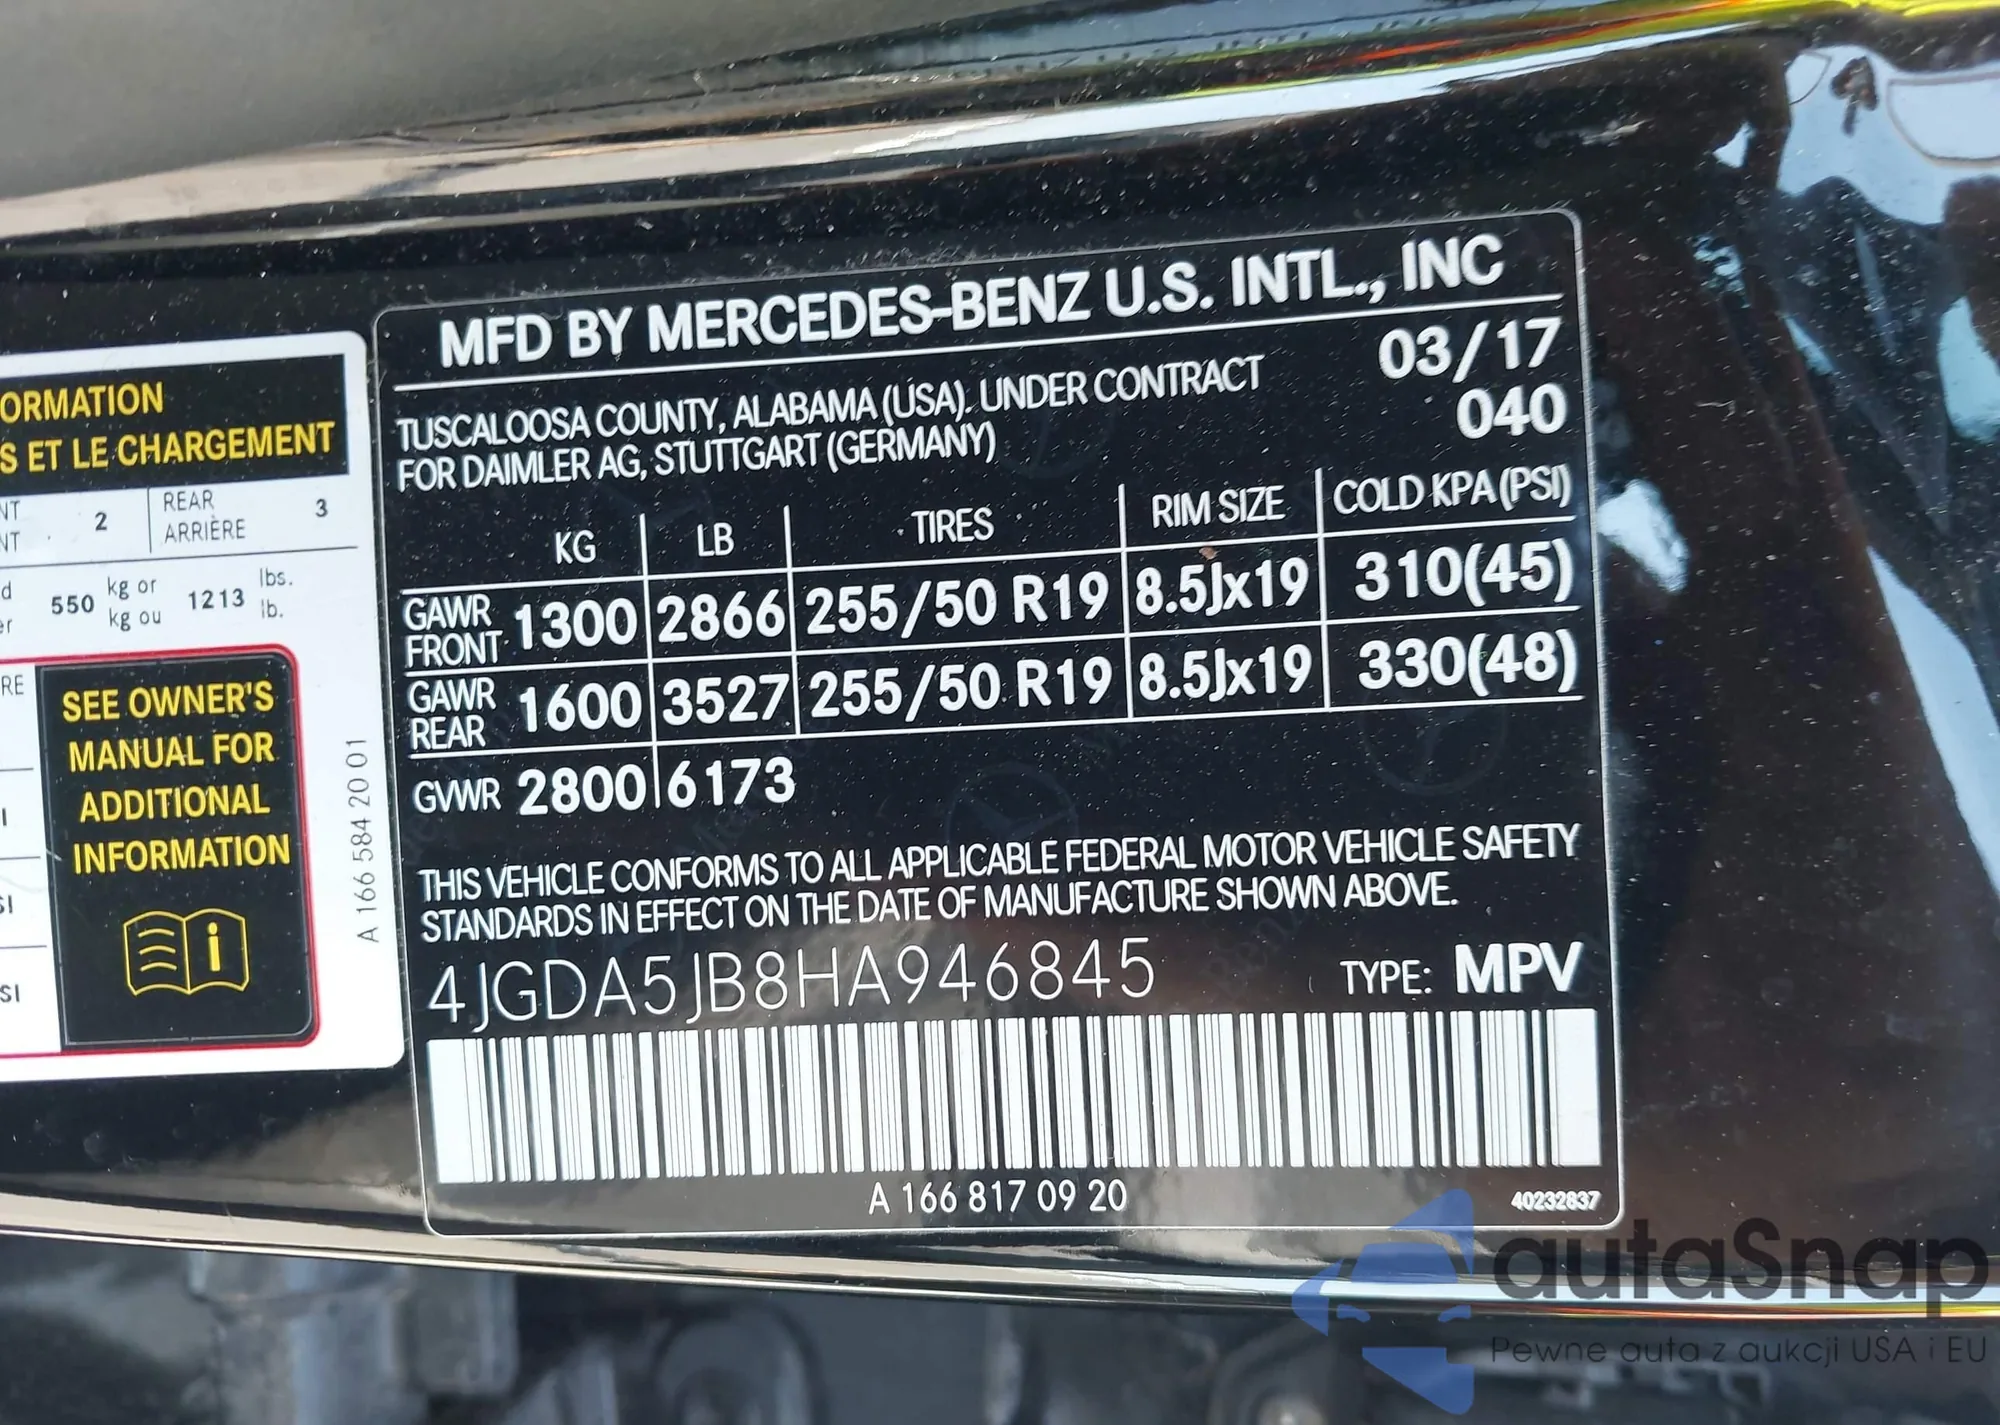 ORMATION
S ET LE CHARGEMENT
NT 2 REAR 3
NT ARRIÈRE
550 kg or 1213 lbs.
kg ou lb.
RE
SEE OWNER'S
MANUAL FOR
ADDITIONAL
INFORMATION
SI
SI
A 166 584 20 01
MFD BY MERCEDES-BENZ U.S. INTL., INC
03/17
TUSCALOOSA COUNTY, ALABAMA (USA). UNDER CONTRACT
FOR DAIMLER AG, STUTTGART (GERMANY)
040
KG LB TIRES RIM SIZE COLD KPA (PSI)
GAWR FRONT 1300 2866 255/50 R19 8.5Jx19 310(45)
GAWR REAR 1600 3527 255/50 R19 8.5Jx19 330(48)
GVWR 2800 6173
THIS VEHICLE CONFORMS TO ALL APPLICABLE FEDERAL MOTOR VEHICLE SAFETY
STANDARDS IN EFFECT ON THE DATE OF MANUFACTURE SHOWN ABOVE.
4JGDA5JB8HA946845 TYPE: MPV
A 166 817 09 20 40232837
autaSnap
Pewne auta z aukcji USA i EU